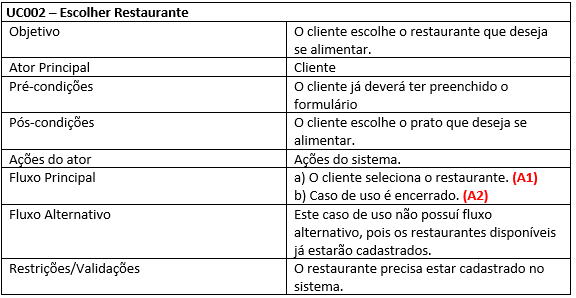 UC002 – Escolher Restaurante
Objetivo
O cliente escolhe o restaurante que deseja
se alimentar.
Ator Principal
Cliente
Pré-condições
O cliente já deverá ter preenchido o
formulário
Pós-condições
O cliente escolhe o prato que deseja se
alimentar.
Ações do ator
Ações do sistema.
Fluxo Principal
a) O cliente seleciona o restaurante. (A1)
b) Caso de uso é encerrado. (A2)
Fluxo Alternativo
Este caso de uso não possuí fluxo
alternativo, pois os restaurantes disponíveis
já estarão cadastrados.
Restrições/Validações
O restaurante precisa estar cadastrado no
sistema.